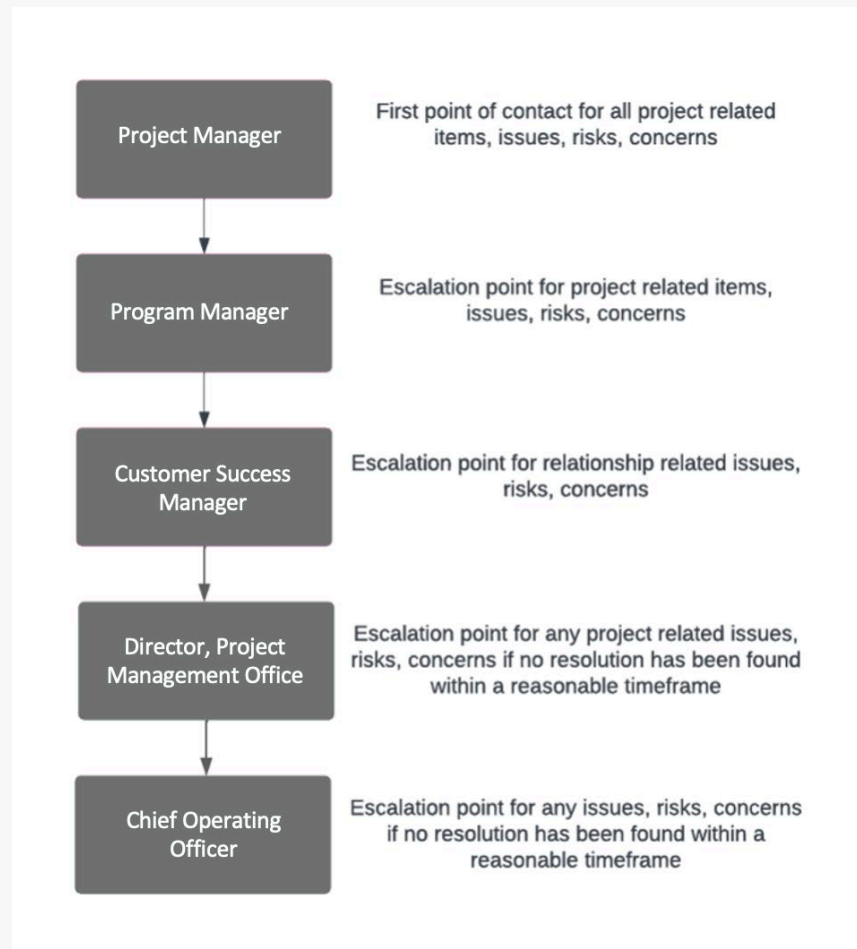 Project Manager
First point of contact for all project related
items, issues, risks, concerns
Program Manager
Escalation point for project related items,
issues, risks, concerns
Customer Success
Manager
Escalation point for relationship related issues,
risks, concerns
Director, Project
Management Office
Escalation point for any project related issues,
risks, concerns if no resolution has been found
within a reasonable timeframe
Chief Operating
Officer
Escalation point for any issues, risks, concerns
if no resolution has been found within a
reasonable timeframe